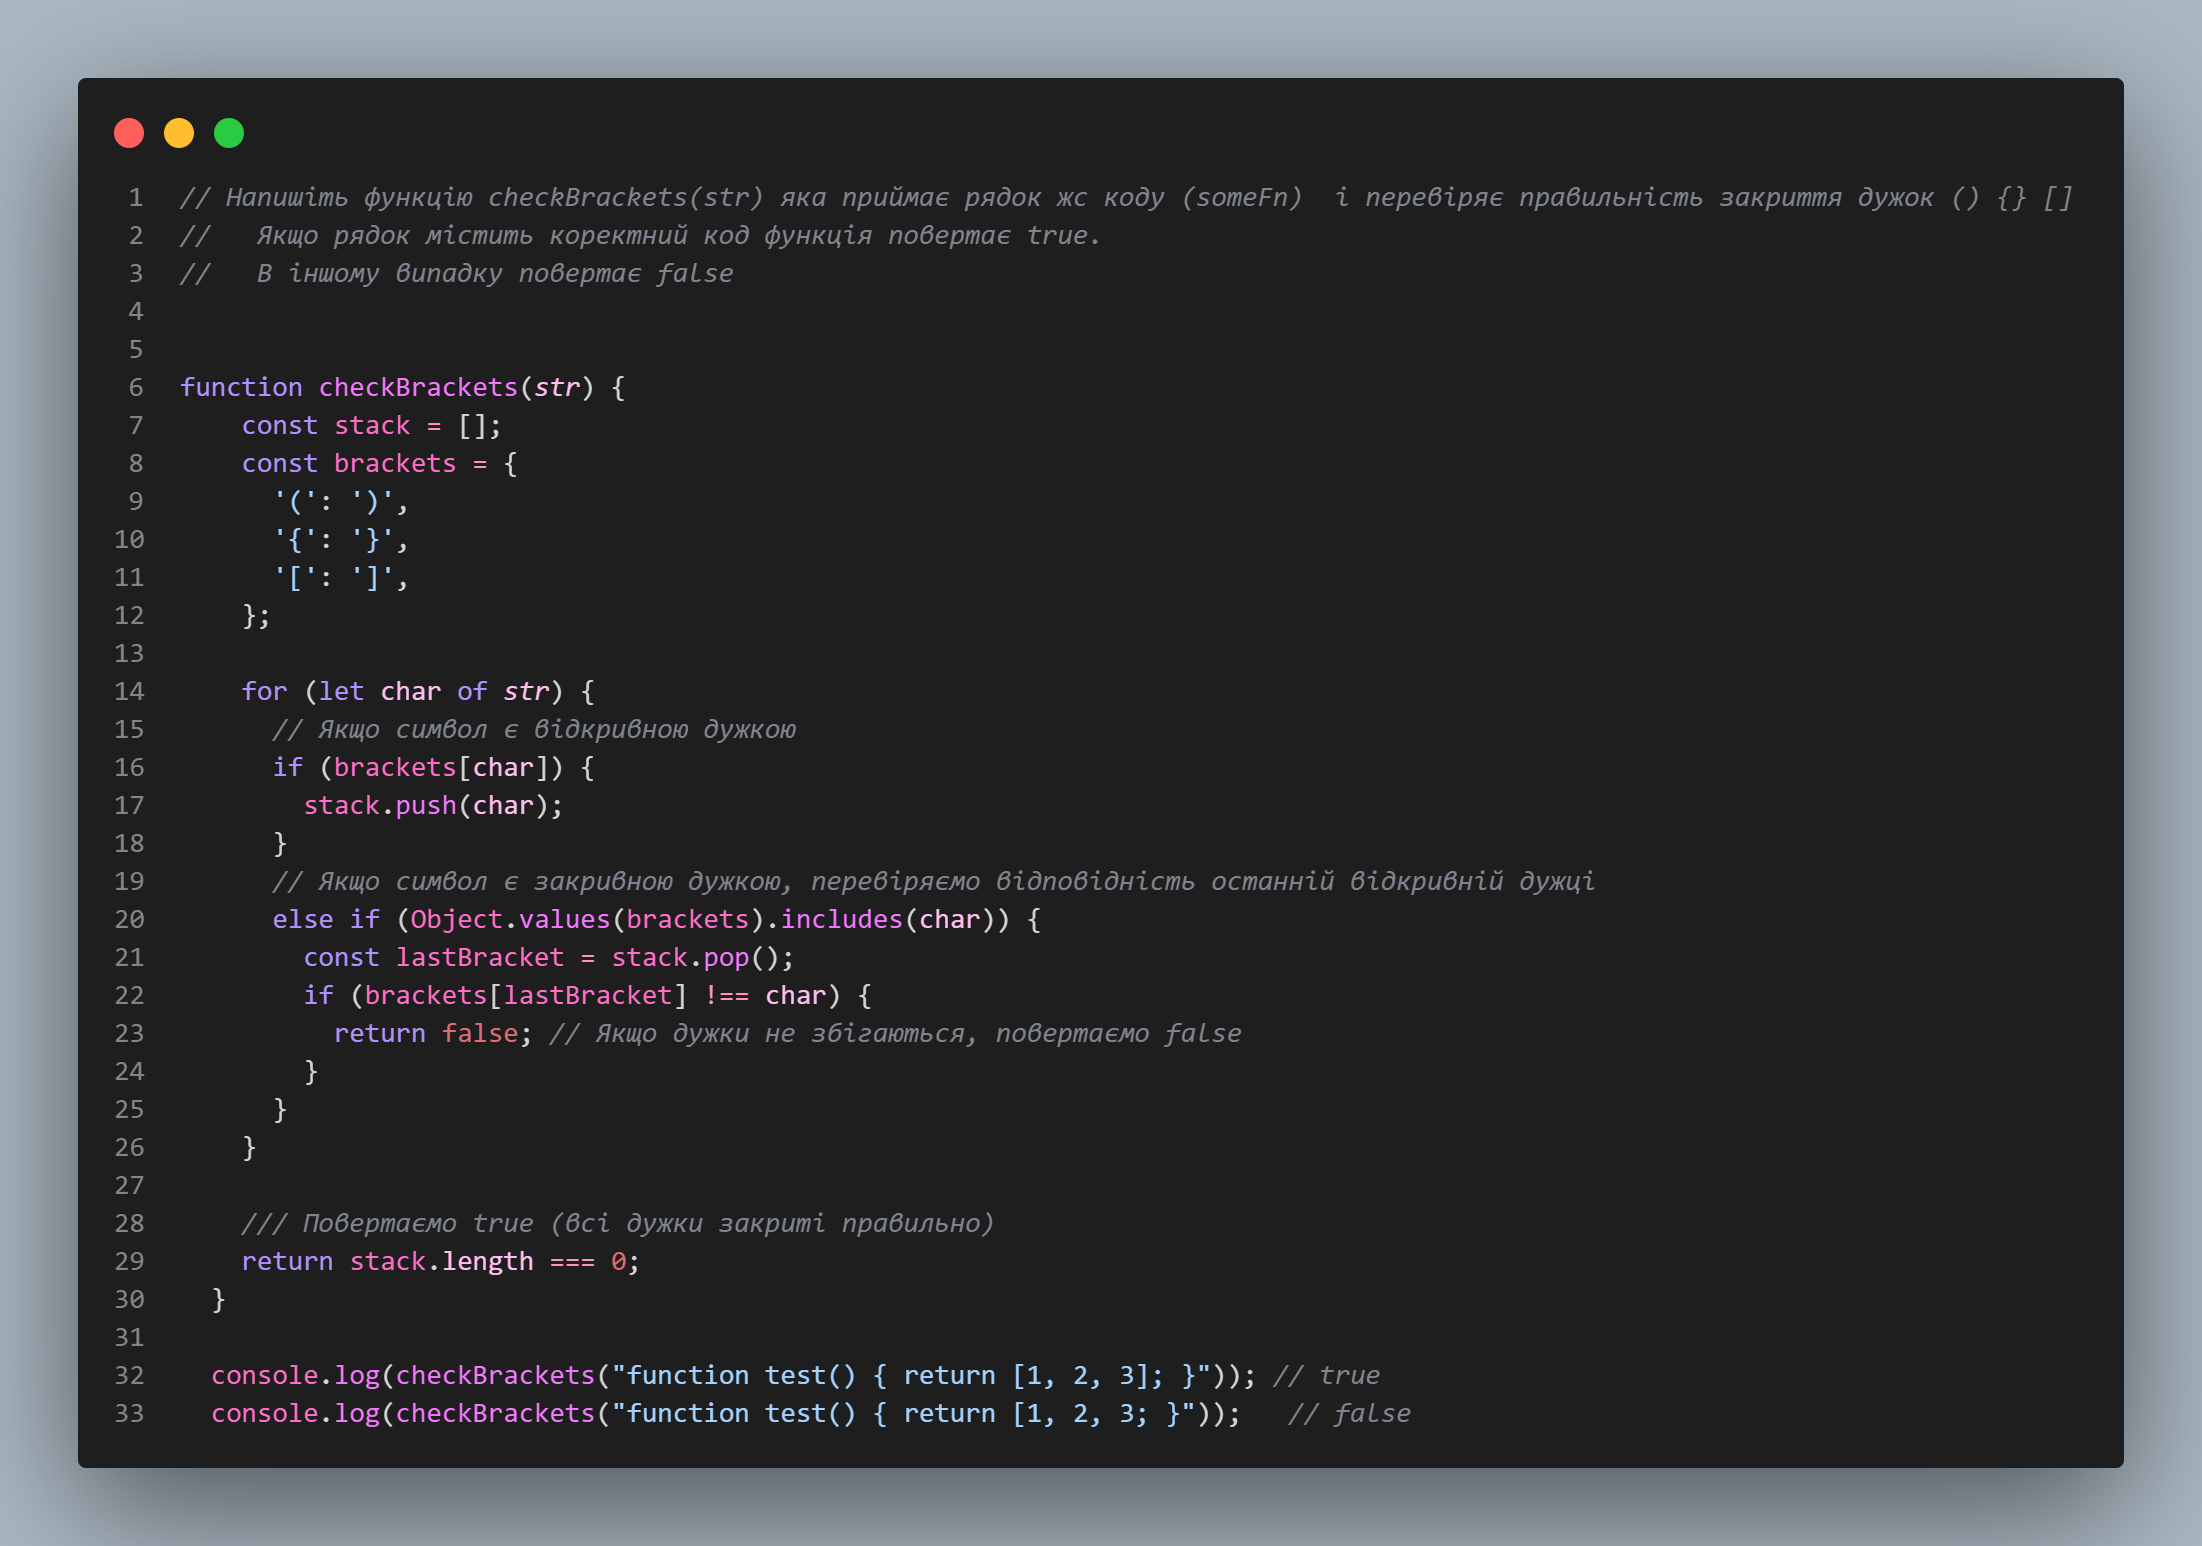 1 // Напишіть функцію checkBrackets(str) яка приймає рядок жс коду (someFn)  і перевіряє правильність закриття дужок () {} []
2 //   Якщо рядок містить коректний код функція повертає true.
3 //   В іншому випадку повертає false
4
5
6 function checkBrackets(str) {
7     const stack = [];
8     const brackets = {
9       '(': ')',
10       '{': '}',
11       '[': ']',
12     };
13
14     for (let char of str) {
15       // Якщо символ є відкривною дужкою
16       if (brackets[char]) {
17         stack.push(char);
18       }
19       // Якщо символ є закривною дужкою, перевіряємо відповідність останній відкривній дужці
20       else if (Object.values(brackets).includes(char)) {
21         const lastBracket = stack.pop();
22         if (brackets[lastBracket] !== char) {
23           return false; // Якщо дужки не збігаються, повертаємо false
24         }
25       }
26     }
27
28     /// Повертаємо true (всі дужки закриті правильно)
29     return stack.length === 0;
30   }
31
32   console.log(checkBrackets("function test() { return [1, 2, 3]; }")); // true
33   console.log(checkBrackets("function test() { return [1, 2, 3; }"));   // false